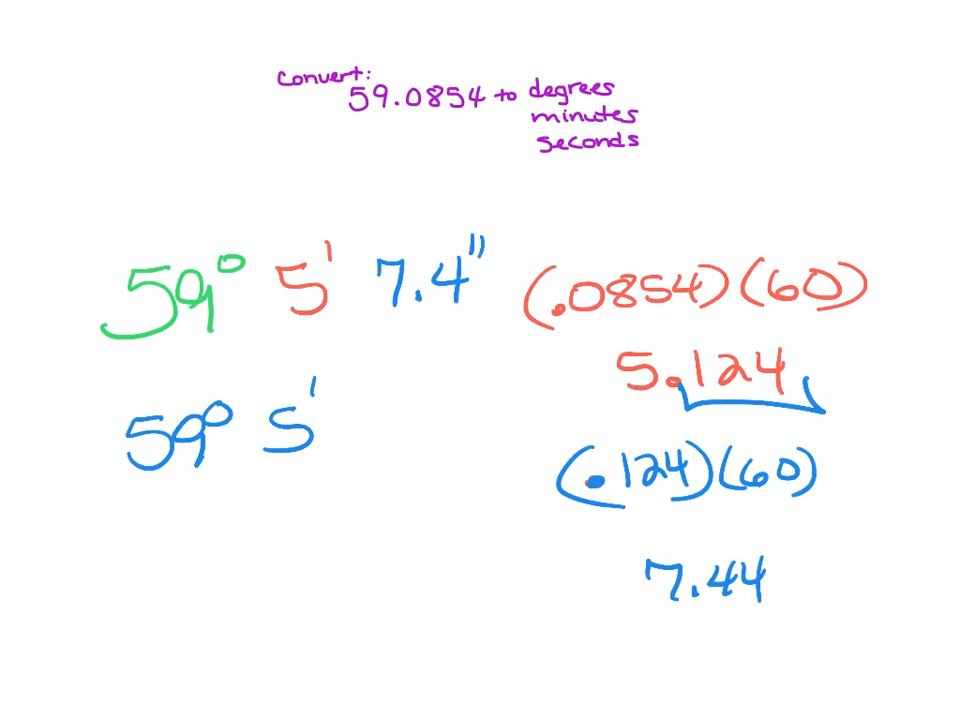 convert:
59.0854 to degrees
minutes
seconds
59° 5' 7.4" (.0854)(60)
5.124
59° 5'
(.124)(60)
7.44